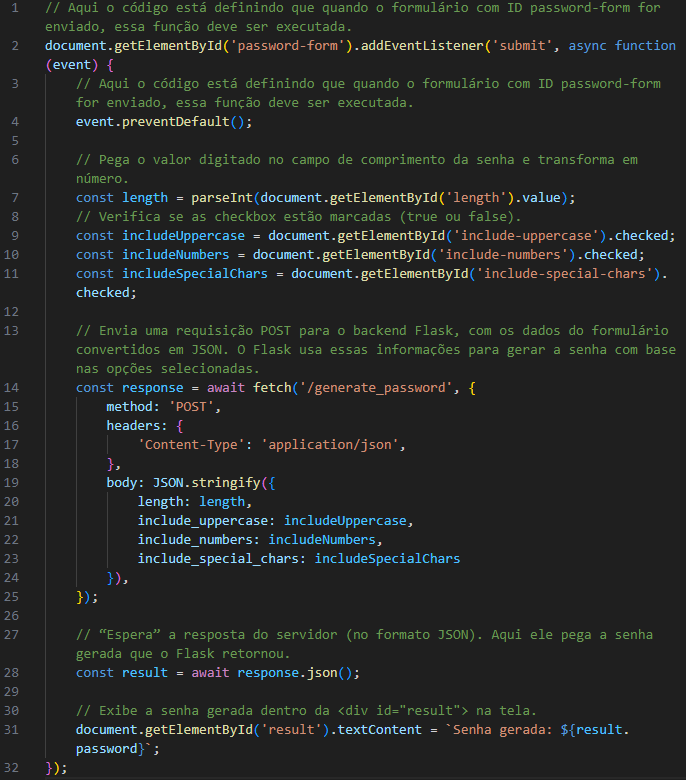 1 // Aqui o código está definindo que quando o formulário com ID password-form for
enviado, essa função deve ser executada.
2 document.getElementById('password-form').addEventListener('submit', async function
(event) {
3 // Aqui o código está definindo que quando o formulário com ID password-form
for enviado, essa função deve ser executada.
4 event.preventDefault();
5
6 // Pega o valor digitado no campo de comprimento da senha e transforma em
número.
7 const length = parseInt(document.getElementById('length').value);
8 // Verifica se as checkbox estão marcadas (true ou false).
9 const includeUppercase = document.getElementById('include-uppercase').checked;
10 const includeNumbers = document.getElementById('include-numbers').checked;
11 const includeSpecialChars = document.getElementById('include-special-chars').
checked;
12
13 // Envia uma requisição POST para o backend Flask, com os dados do formulário
convertidos em JSON. O Flask usa essas informações para gerar a senha com base
nas opções selecionadas.
14 const response = await fetch('/generate_password', {
15 method: 'POST',
16 headers: {
17 'Content-Type': 'application/json',
18 },
19 body: JSON.stringify({
20 length: length,
21 include_uppercase: includeUppercase,
22 include_numbers: includeNumbers,
23 include_special_chars: includeSpecialChars
24 }),
25 });
26
27 // “Espera” a resposta do servidor (no formato JSON). Aqui ele pega a senha
gerada que o Flask retornou.
28 const result = await response.json();
29
30 // Exibe a senha gerada dentro da <div id="result"> na tela.
31 document.getElementById('result').textContent = `Senha gerada: ${result.
password}`;
32 });